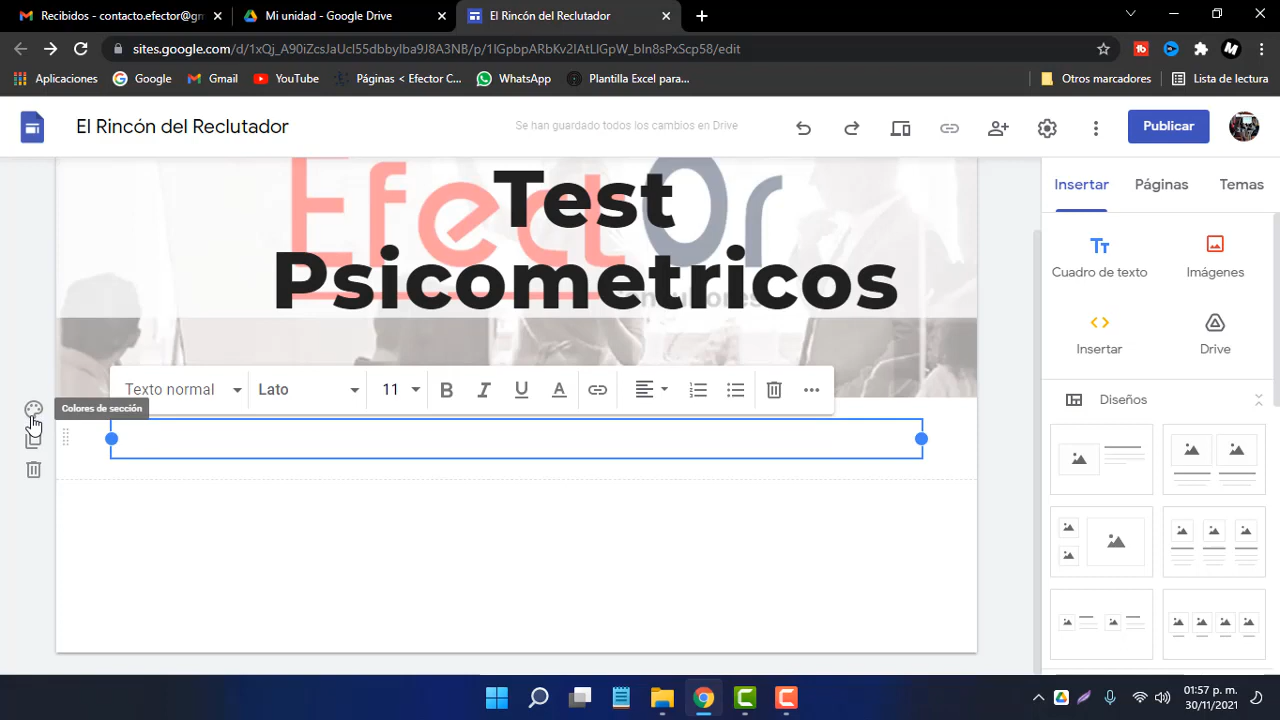 Recibidos - contacto.efector@gm
Mi unidad - Google Drive
El Rincón del Reclutador
sites.google.com/d/1xQj_A90iZcsJaUcI55dbbyIba9J8A3NB/p/1IGpbpARbKv2IAtLIGpW_bIn8sPxScp58/edit
Aplicaciones
Google
Gmail
YouTube
Páginas < Efector C...
WhatsApp
Plantilla Excel para...
Otros marcadores
Lista de lectura
El Rincón del Reclutador
Se han guardado todos los cambios en Drive
Publicar
Insertar
Páginas
Temas
EfectOr
Test
Psicometricos
Cuadro de texto
Imágenes
Insertar
Drive
Diseños
Texto normal
Lato
11
Colores de sección
01:57 p. m.
30/11/2021